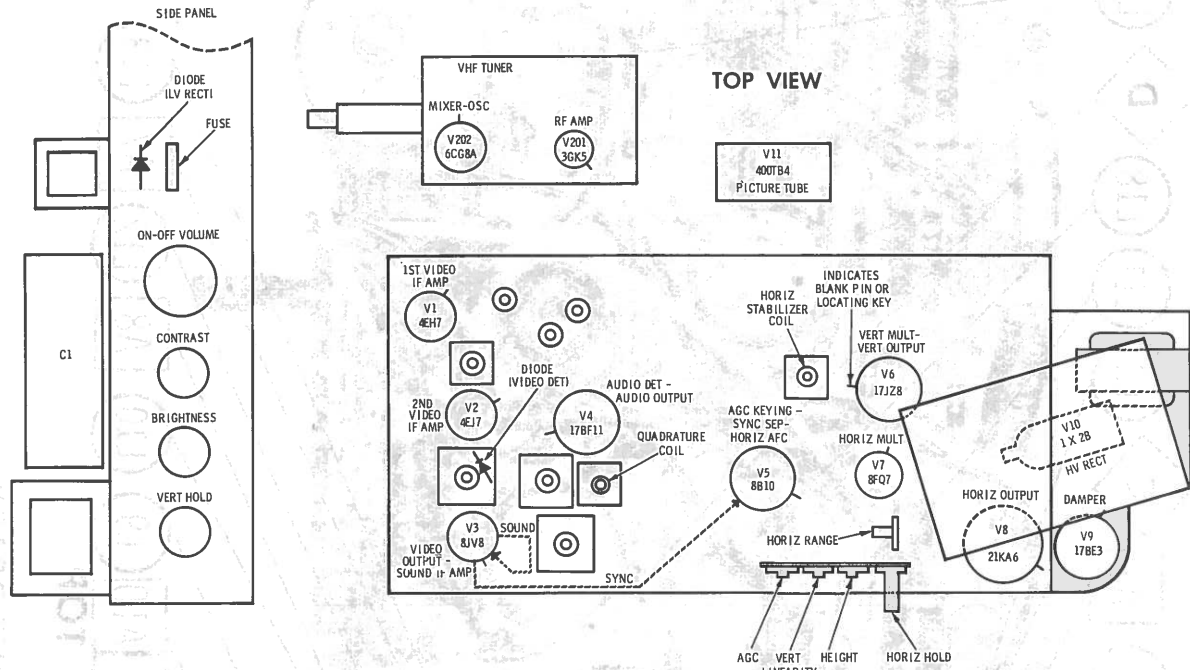 SIDE PANEL
DIODE
(LV RECT)
FUSE
ON-OFF VOLUME
CONTRAST
C1
BRIGHTNESS
VERT HOLD
VHF TUNER
MIXER-OSC
V202
6CG8A
RF AMP
V201
3GK5
TOP VIEW
V11
400TB4
PICTURE TUBE
1ST VIDEO
IF AMP
V1
4EH7
DIODE
(VIDEO DET)
2ND
VIDEO
IF AMP
V2
4EJ7
AUDIO DET -
AUDIO OUTPUT
V4
17BF11
QUADRATURE
COIL
V3
8JV8
SOUND
VIDEO
OUTPUT -
SOUND IF AMP
SYNC
HORIZ
STABILIZER
COIL
INDICATES
BLANK PIN OR
LOCATING KEY
VERT MULT-
VERT OUTPUT
V6
17JZ8
AGC KEYING -
SYNC SEP-
HORIZ AFC
V5
8B10
HORIZ MULT
V7
8FQ7
V10
1 X 2B
HV RECT
HORIZ OUTPUT
V8
21KA6
DAMPER
V9
17BE3
HORIZ RANGE
AGC
VERT
LINEARITY
HEIGHT
HORIZ HOLD